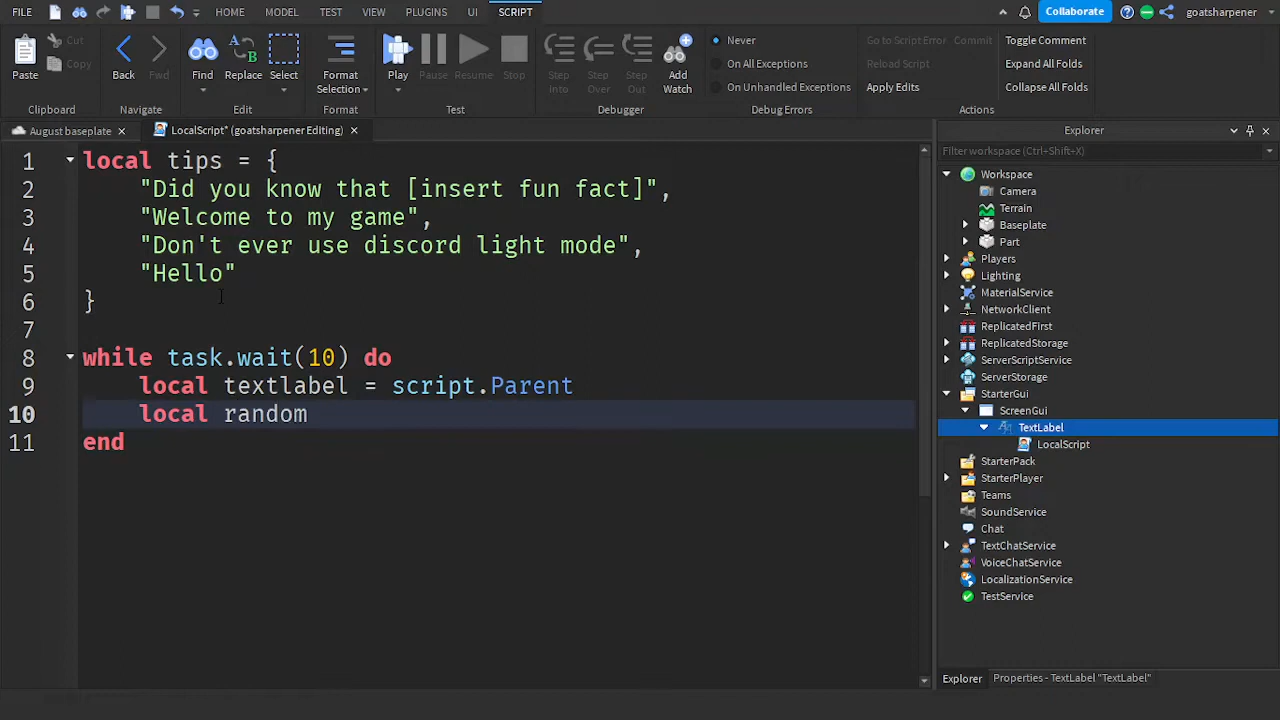 FILE HOME MODEL TEST VIEW PLUGINS UI SCRIPT Collaborate goatsharpener
Paste Cut Copy Back Fwd Find Replace Select Format Selection Play Pause Resume Stop Step Into Step Over Step Out Add Watch Never On All Exceptions On Unhandled Exceptions Go to Script Error Commit Reload Script Apply Edits Toggle Comment Expand All Folds Collapse All Folds
Clipboard Navigate Edit Format Test Debugger Debug Errors Actions
August baseplate LocalScript* (goatsharpener Editing) Explorer
Filter workspace (Ctrl+Shift+X)
1 local tips = {
2 "Did you know that [insert fun fact]",
3 "Welcome to my game",
4 "Don't ever use discord light mode",
5 "Hello"
6 }
7
8 while task.wait(10) do
9 local textlabel = script.Parent
10 local random
11 end
Workspace
Camera
Terrain
Baseplate
Part
Players
Lighting
MaterialService
NetworkClient
ReplicatedFirst
ReplicatedStorage
ServerScriptService
ServerStorage
StarterGui
ScreenGui
TextLabel
LocalScript
StarterPack
StarterPlayer
Teams
SoundService
Chat
TextChatService
VoiceChatService
LocalizationService
TestService
Explorer Properties - TextLabel "TextLabel"